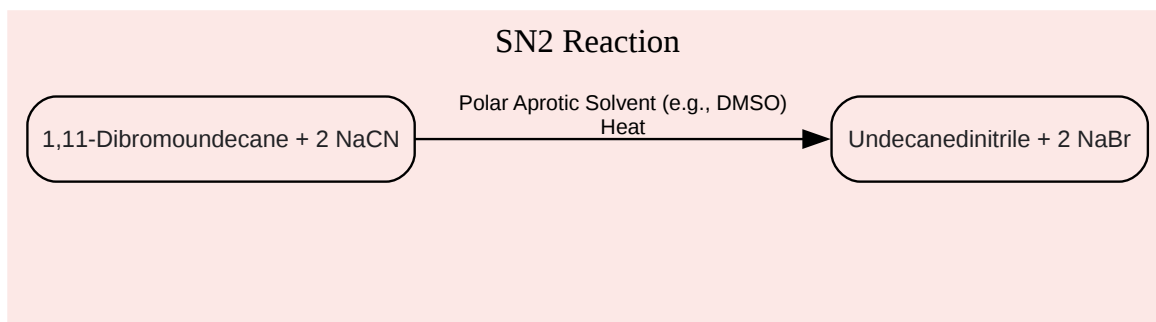 SN2 Reaction
Polar Aprotic Solvent (e.g., DMSO)
Heat
1,11-Dibromoundecane + 2 NaCN
Undecanedinitrile + 2 NaBr